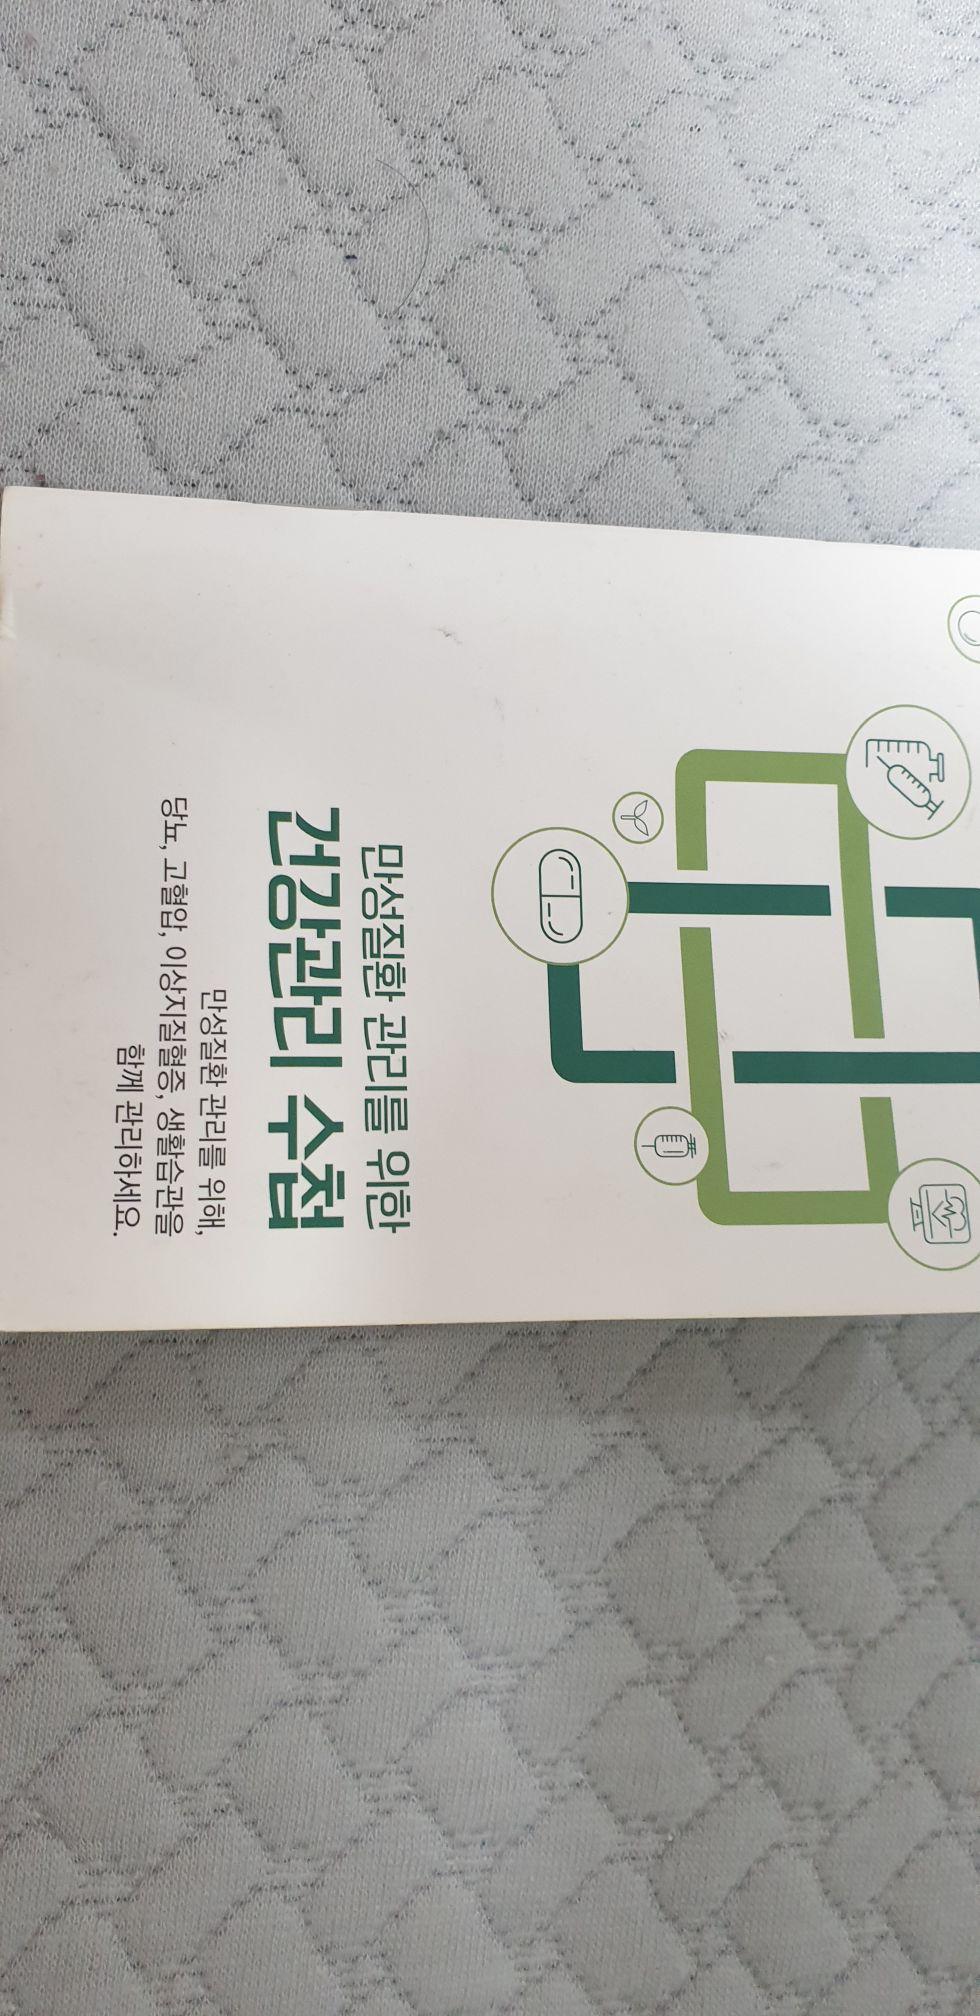 만성질환 관리를 위한
건강관리 수첩
만성질환 관리를 위해,
당뇨, 고혈압, 이상지질혈증, 생활습관을
함께 관리하세요.